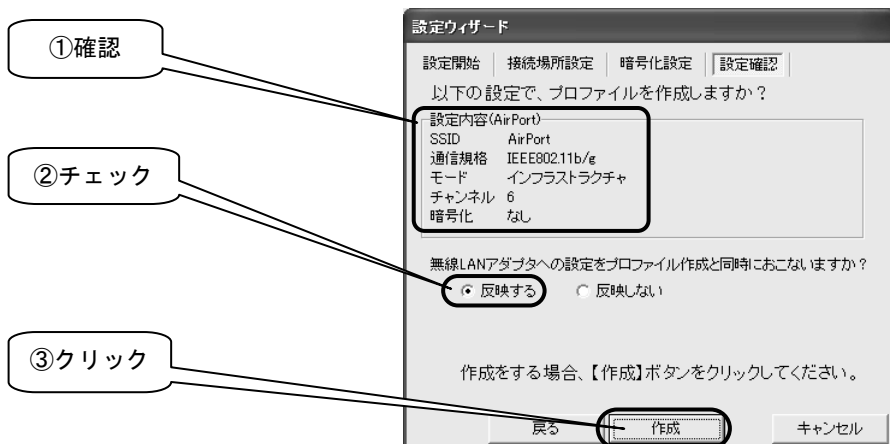 ①確認
②チェック
③クリック
設定ウィザード
設定開始 接続場所設定 暗号化設定 設定確認
以下の設定で、プロファイルを作成しますか？
設定内容(AirPort)
SSID AirPort
通信規格 IEEE802.11b/g
モード インフラストラクチャ
チャンネル 6
暗号化 なし
無線LANアダプタへの設定をプロファイル作成と同時におこないますか？
反映する 反映しない
作成をする場合、【作成】ボタンをクリックしてください。
戻る 作成 キャンセル